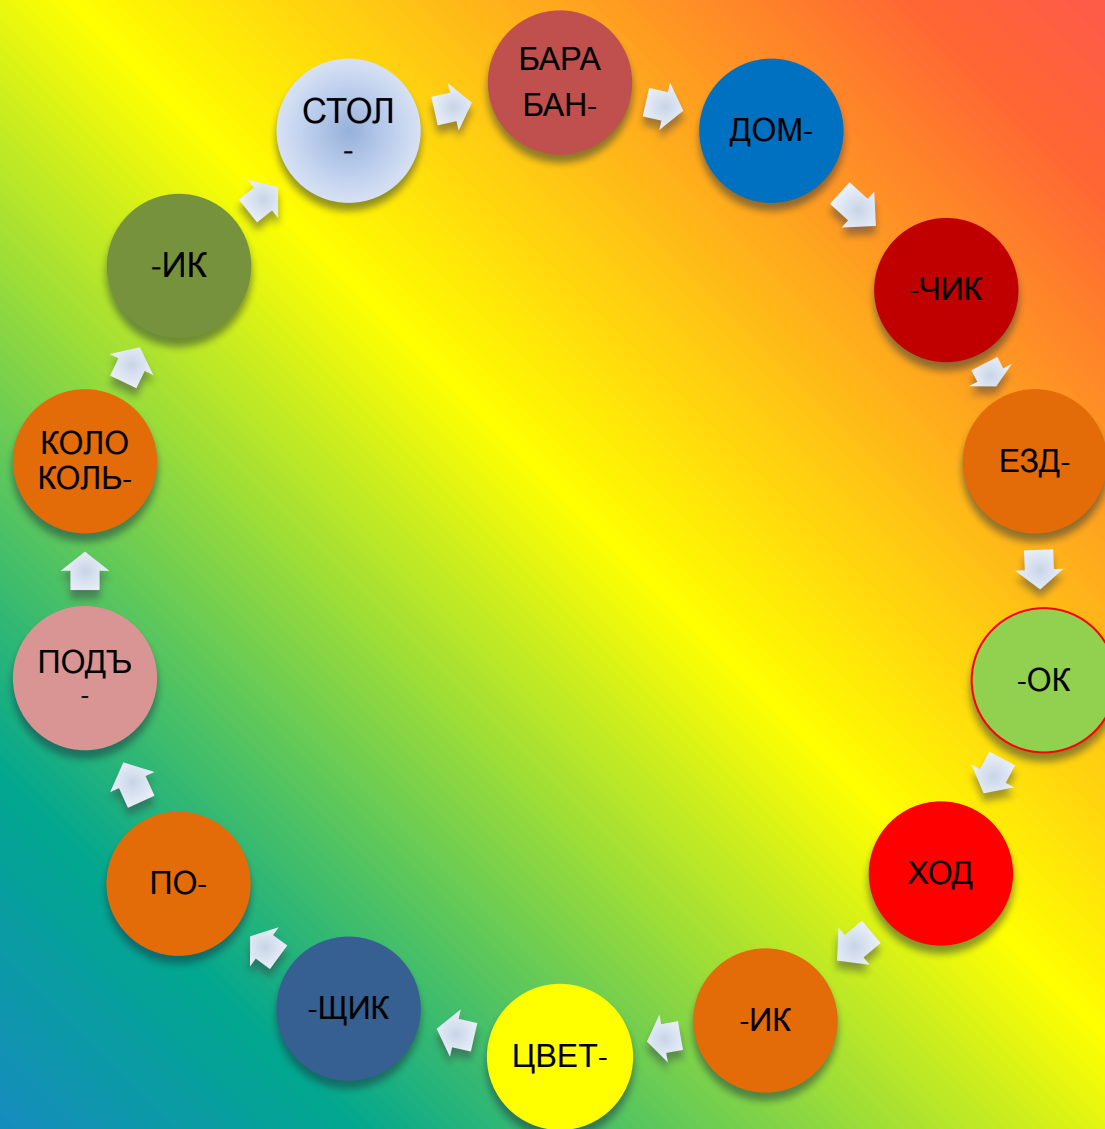 БАРА
БАН-
ДОМ-
-ЧИК
ЕЗД-
-ОК
ХОД
-ИК
ЦВЕТ-
-ЩИК
ПО-
ПОДЪ
-
КОЛО
КОЛЬ-
-ИК
СТОЛ
-